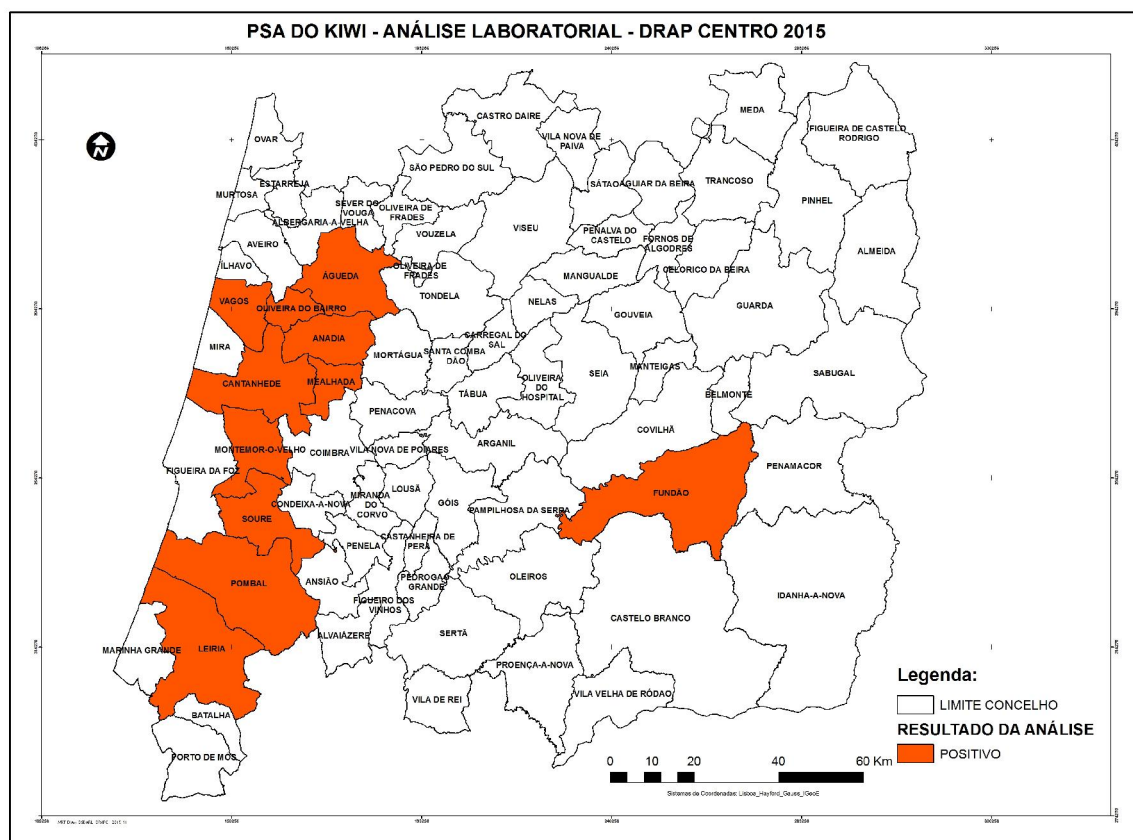 PSA DO KIWI - ANÁLISE LABORATORIAL - DRAP CENTRO 2015
N
MEDA
CASTRO DAIRE
FIGUEIRA DE CASTELO
RODRIGO
OVAR
VILA NOVA DE
PAIVA
SÃO PEDRO DO SUL
ESTARREJA
SÁTAO
AGUIAR DA BEIRA
TRANCOSO
MURTOSA
PINHEL
SEVER DO
VOUGA
OLIVEIRA DE
FRADES
ALBERGARIA-A-VELHA
VISEU
VOUZELA
PENALVA DO
CASTELO
FORNOS DE
ALGODRES
AVEIRO
ALMEIDA
ÍLHAVO
OLIVEIRA DE
FRADES
CELORICO DA BEIRA
ÁGUEDA
MANGUALDE
TONDELA
VAGOS
NELAS
GUARDA
OLIVEIRA DO BAIRRO
GOUVEIA
ANADIA
CARREGAL DO
SAL
MIRA
MORTÁGUA
SANTA COMBA
DÃO
MANTEIGAS
SEIA
SABUGAL
CANTANHEDE
MEALHADA
OLIVEIRA
DO
HOSPITAL
TÁBUA
BELMONTE
PENACOVA
COVILHÃ
ARGANIL
MONTEMOR-O-VELHO
COIMBRA
VILA NOVA DE POIARES
PENAMACOR
FIGUEIRA DA FOZ
LOUSÃ
FUNDÃO
MIRANDA
DO
CORVO
GÓIS
CONDEIXA-A-NOVA
PAMPILHOSA DA SERRA
SOURE
CASTANHEIRA DE
PERA
PENELA
POMBAL
ANSIÃO
PEDROGAO
GRANDE
OLEIROS
IDANHA-A-NOVA
FIGUEIRO DOS
VINHOS
CASTELO BRANCO
ALVAIÁZERE
SERTÃ
MARINHA GRANDE
LEIRIA
PROENÇA-A-NOVA
VILA DE REI
VILA VELHA DE RÓDAO
BATALHA
PORTO DE MOS
Legenda:
LIMITE CONCELHO
RESULTADO DA ANÁLISE
POSITIVO
0 10 20 40 60 Km
Sistemas de Coordenadas: Lisboa_Hayford_Gauss_IGeoE